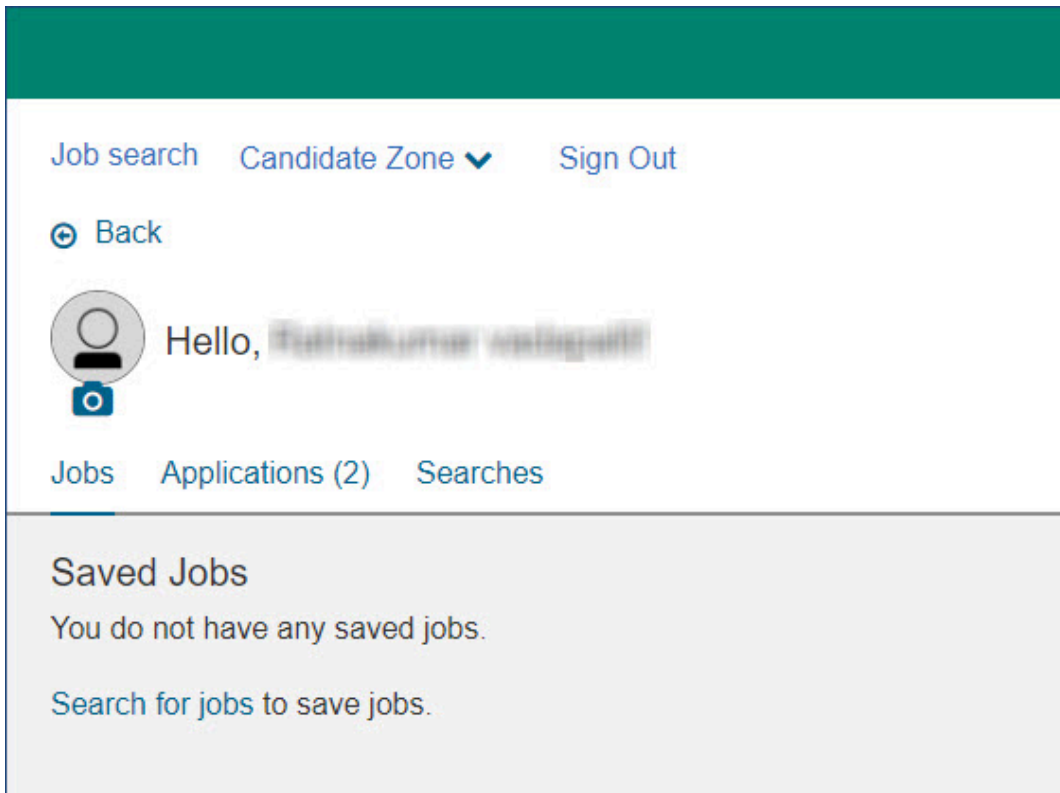 Job search Candidate Zone Sign Out
Back
Hello,
Jobs Applications (2) Searches
Saved Jobs
You do not have any saved jobs.
Search for jobs to save jobs.